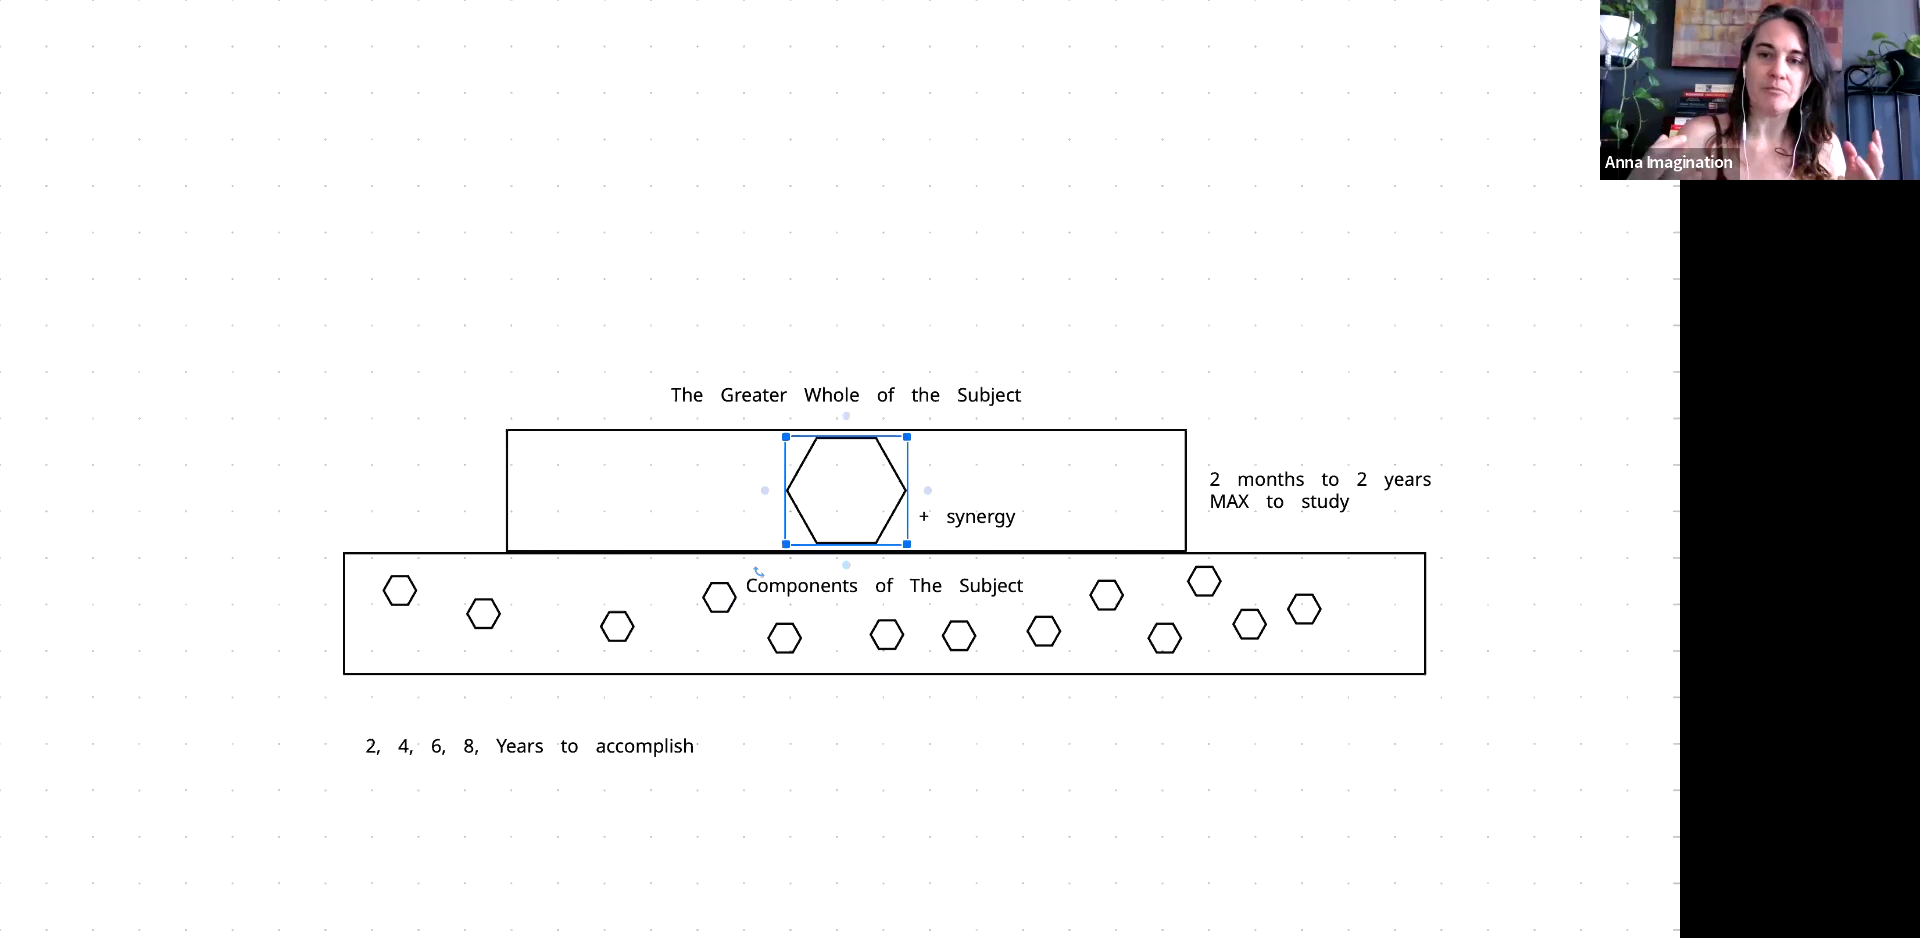 Anna Imagination
The Greater Whole of the Subject
2 months to 2 years
MAX to study
+ synergy
Components of The Subject
2, 4, 6, 8, Years to accomplish